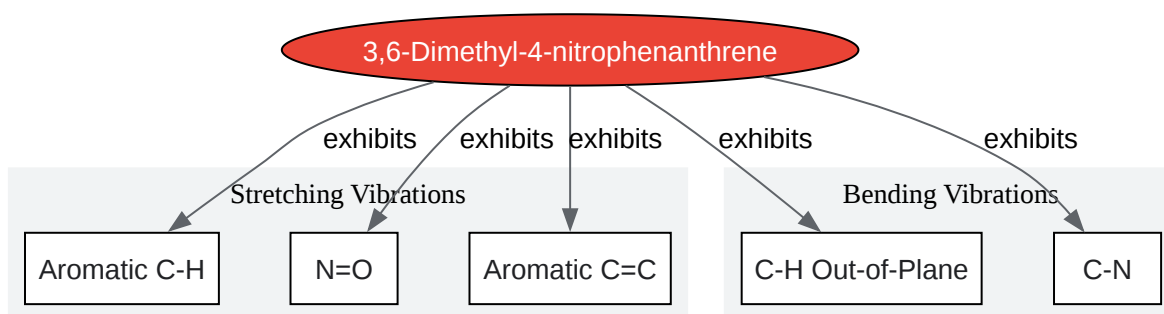 3,6-Dimethyl-4-nitrophenanthrene
exhibits
exhibits
exhibits
exhibits
exhibits
Stretching Vibrations
Bending Vibrations
Aromatic C-H
N=O
Aromatic C=C
C-H Out-of-Plane
C-N